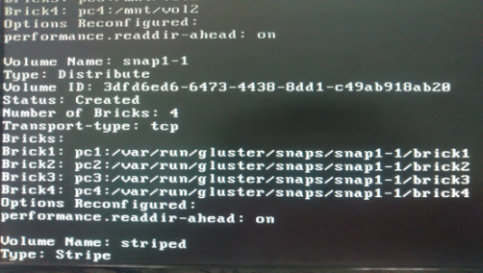 Brick4: pc4:/mnt/vol2
Options Reconfigured:
performance.readdir-ahead: on
Volume Name: snap1-1
Type: Distribute
Volume ID: 3dfd6ed6-6473-4438-8dd1-c49ab918ab20
Status: Created
Number of Bricks: 4
Transport-type: tcp
Bricks:
Brick1: pc1:/var/run/gluster/snaps/snap1-1/brick1
Brick2: pc2:/var/run/gluster/snaps/snap1-1/brick2
Brick3: pc3:/var/run/gluster/snaps/snap1-1/brick3
Brick4: pc4:/var/run/gluster/snaps/snap1-1/brick4
Options Reconfigured:
performance.readdir-ahead: on
Volume Name: striped
Type: Stripe